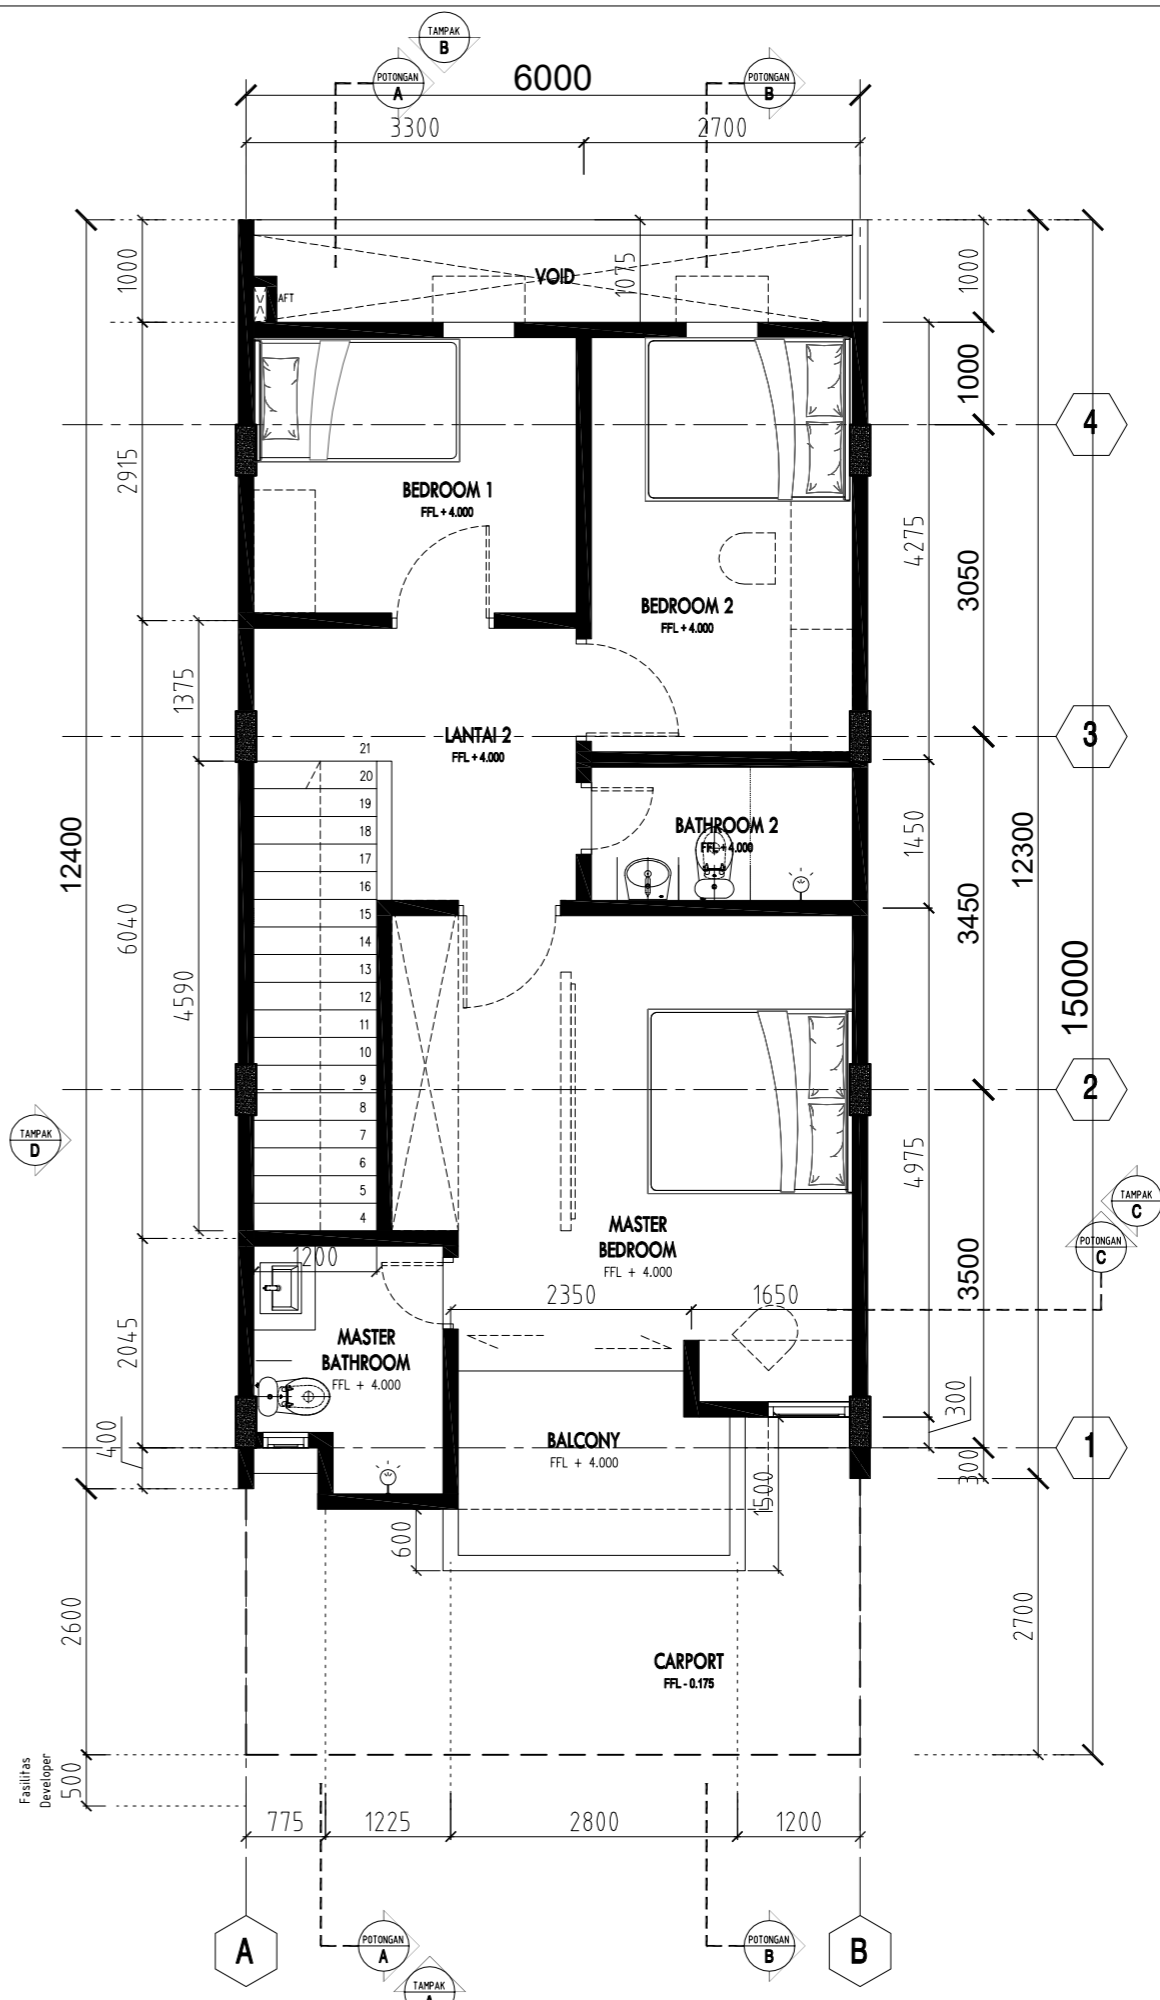 TAMPAK
B
POTONGAN
A
6000
POTONGAN
B
3300
2700
1000
VOID
1075
1000
AFT
1000
4
2915
BEDROOM 1
FFL + 4.000
4275
3050
BEDROOM 2
FFL + 4.000
1375
LANTAI 2
FFL + 4.000
3
21
20
19
18
17
16
15
14
13
12
11
10
9
8
7
6
5
4
12400
6040
4590
BATHROOM 2
FFL + 4.000
1450
3450
12300
15000
2
TAMPAK
D
4975
TAMPAK
C
POTONGAN
C
MASTER
BEDROOM
FFL + 4.000
1200
2350
1650
3500
2045
MASTER
BATHROOM
FFL + 4.000
400
BALCONY
FFL + 4.000
300
300
1
1500
600
2600
2700
CARPORT
FFL - 0.175
Fasilitas
Developer
500
775
1225
2800
1200
A
POTONGAN
A
POTONGAN
B
B
TAMPAK
A